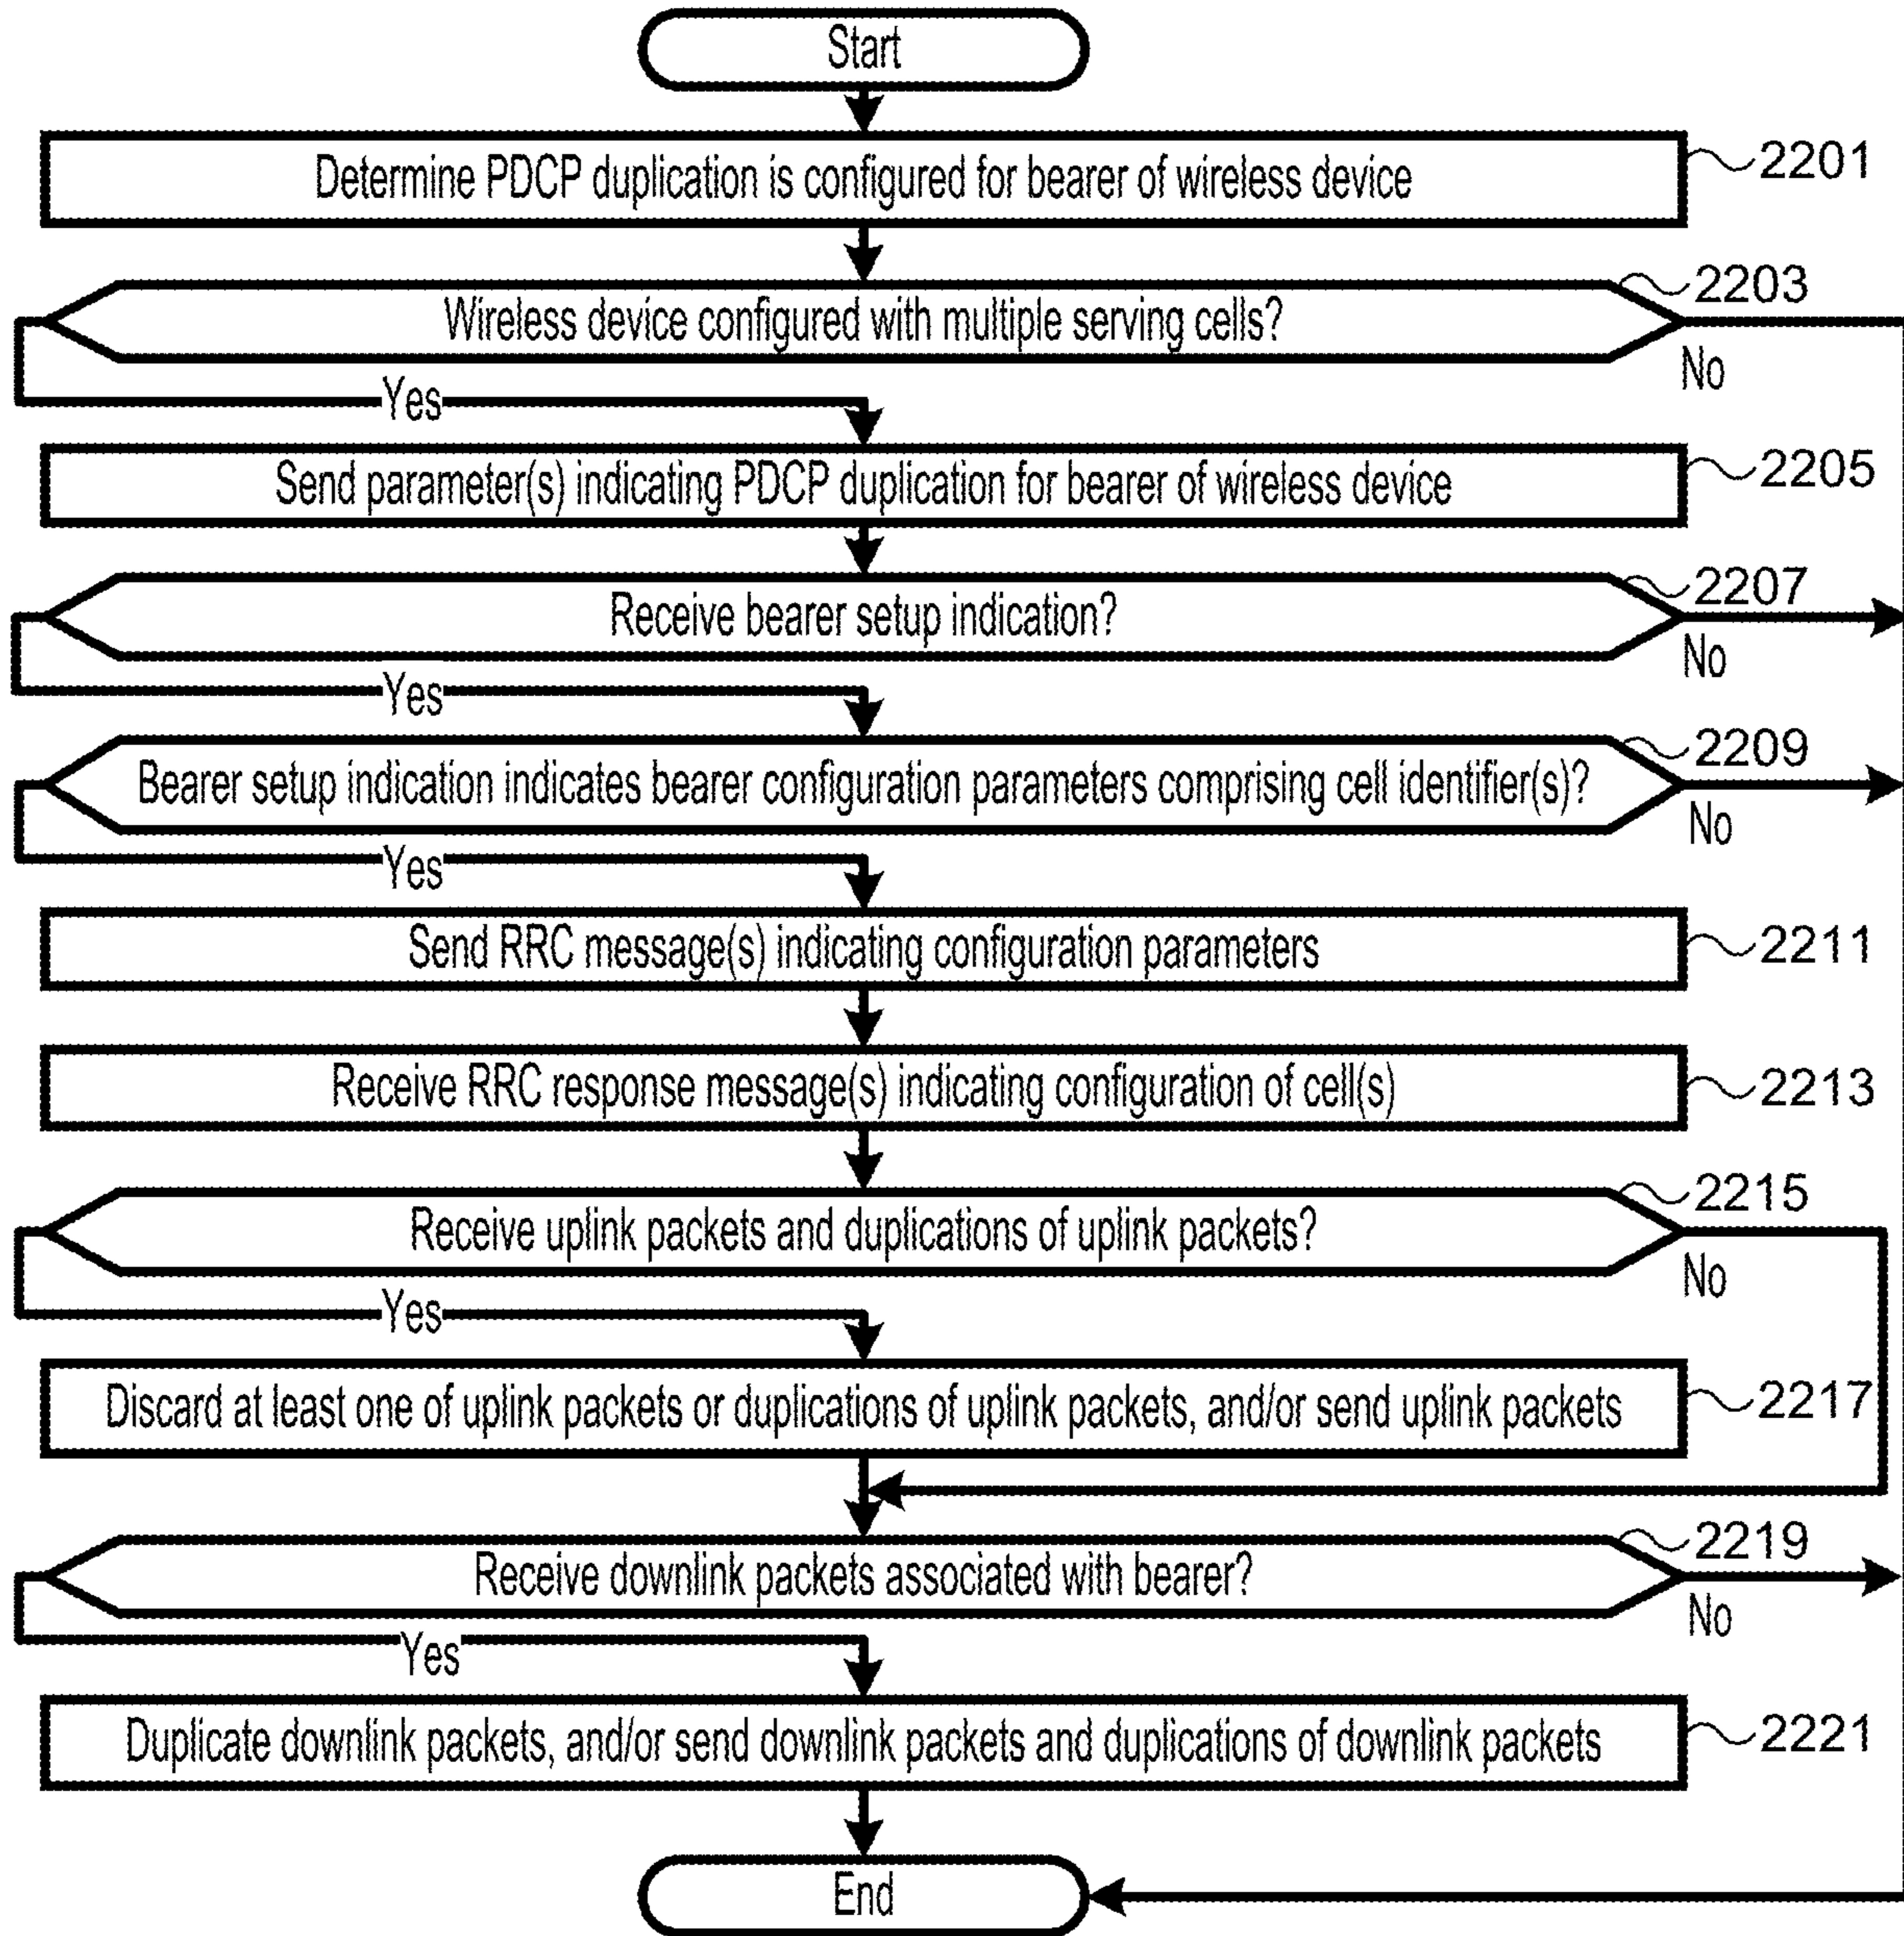 Start
Determine PDCP duplication is configured for bearer of wireless device
2201
Wireless device configured with multiple serving cells?
2203
No
Yes
Send parameter(s) indicating PDCP duplication for bearer of wireless device
2205
Receive bearer setup indication?
2207
No
Yes
Bearer setup indication indicates bearer configuration parameters comprising cell identifier(s)?
2209
No
Yes
Send RRC message(s) indicating configuration parameters
2211
Receive RRC response message(s) indicating configuration of cell(s)
2213
Receive uplink packets and duplications of uplink packets?
2215
No
Yes
Discard at least one of uplink packets or duplications of uplink packets, and/or send uplink packets
2217
Receive downlink packets associated with bearer?
2219
No
Yes
Duplicate downlink packets, and/or send downlink packets and duplications of downlink packets
2221
End